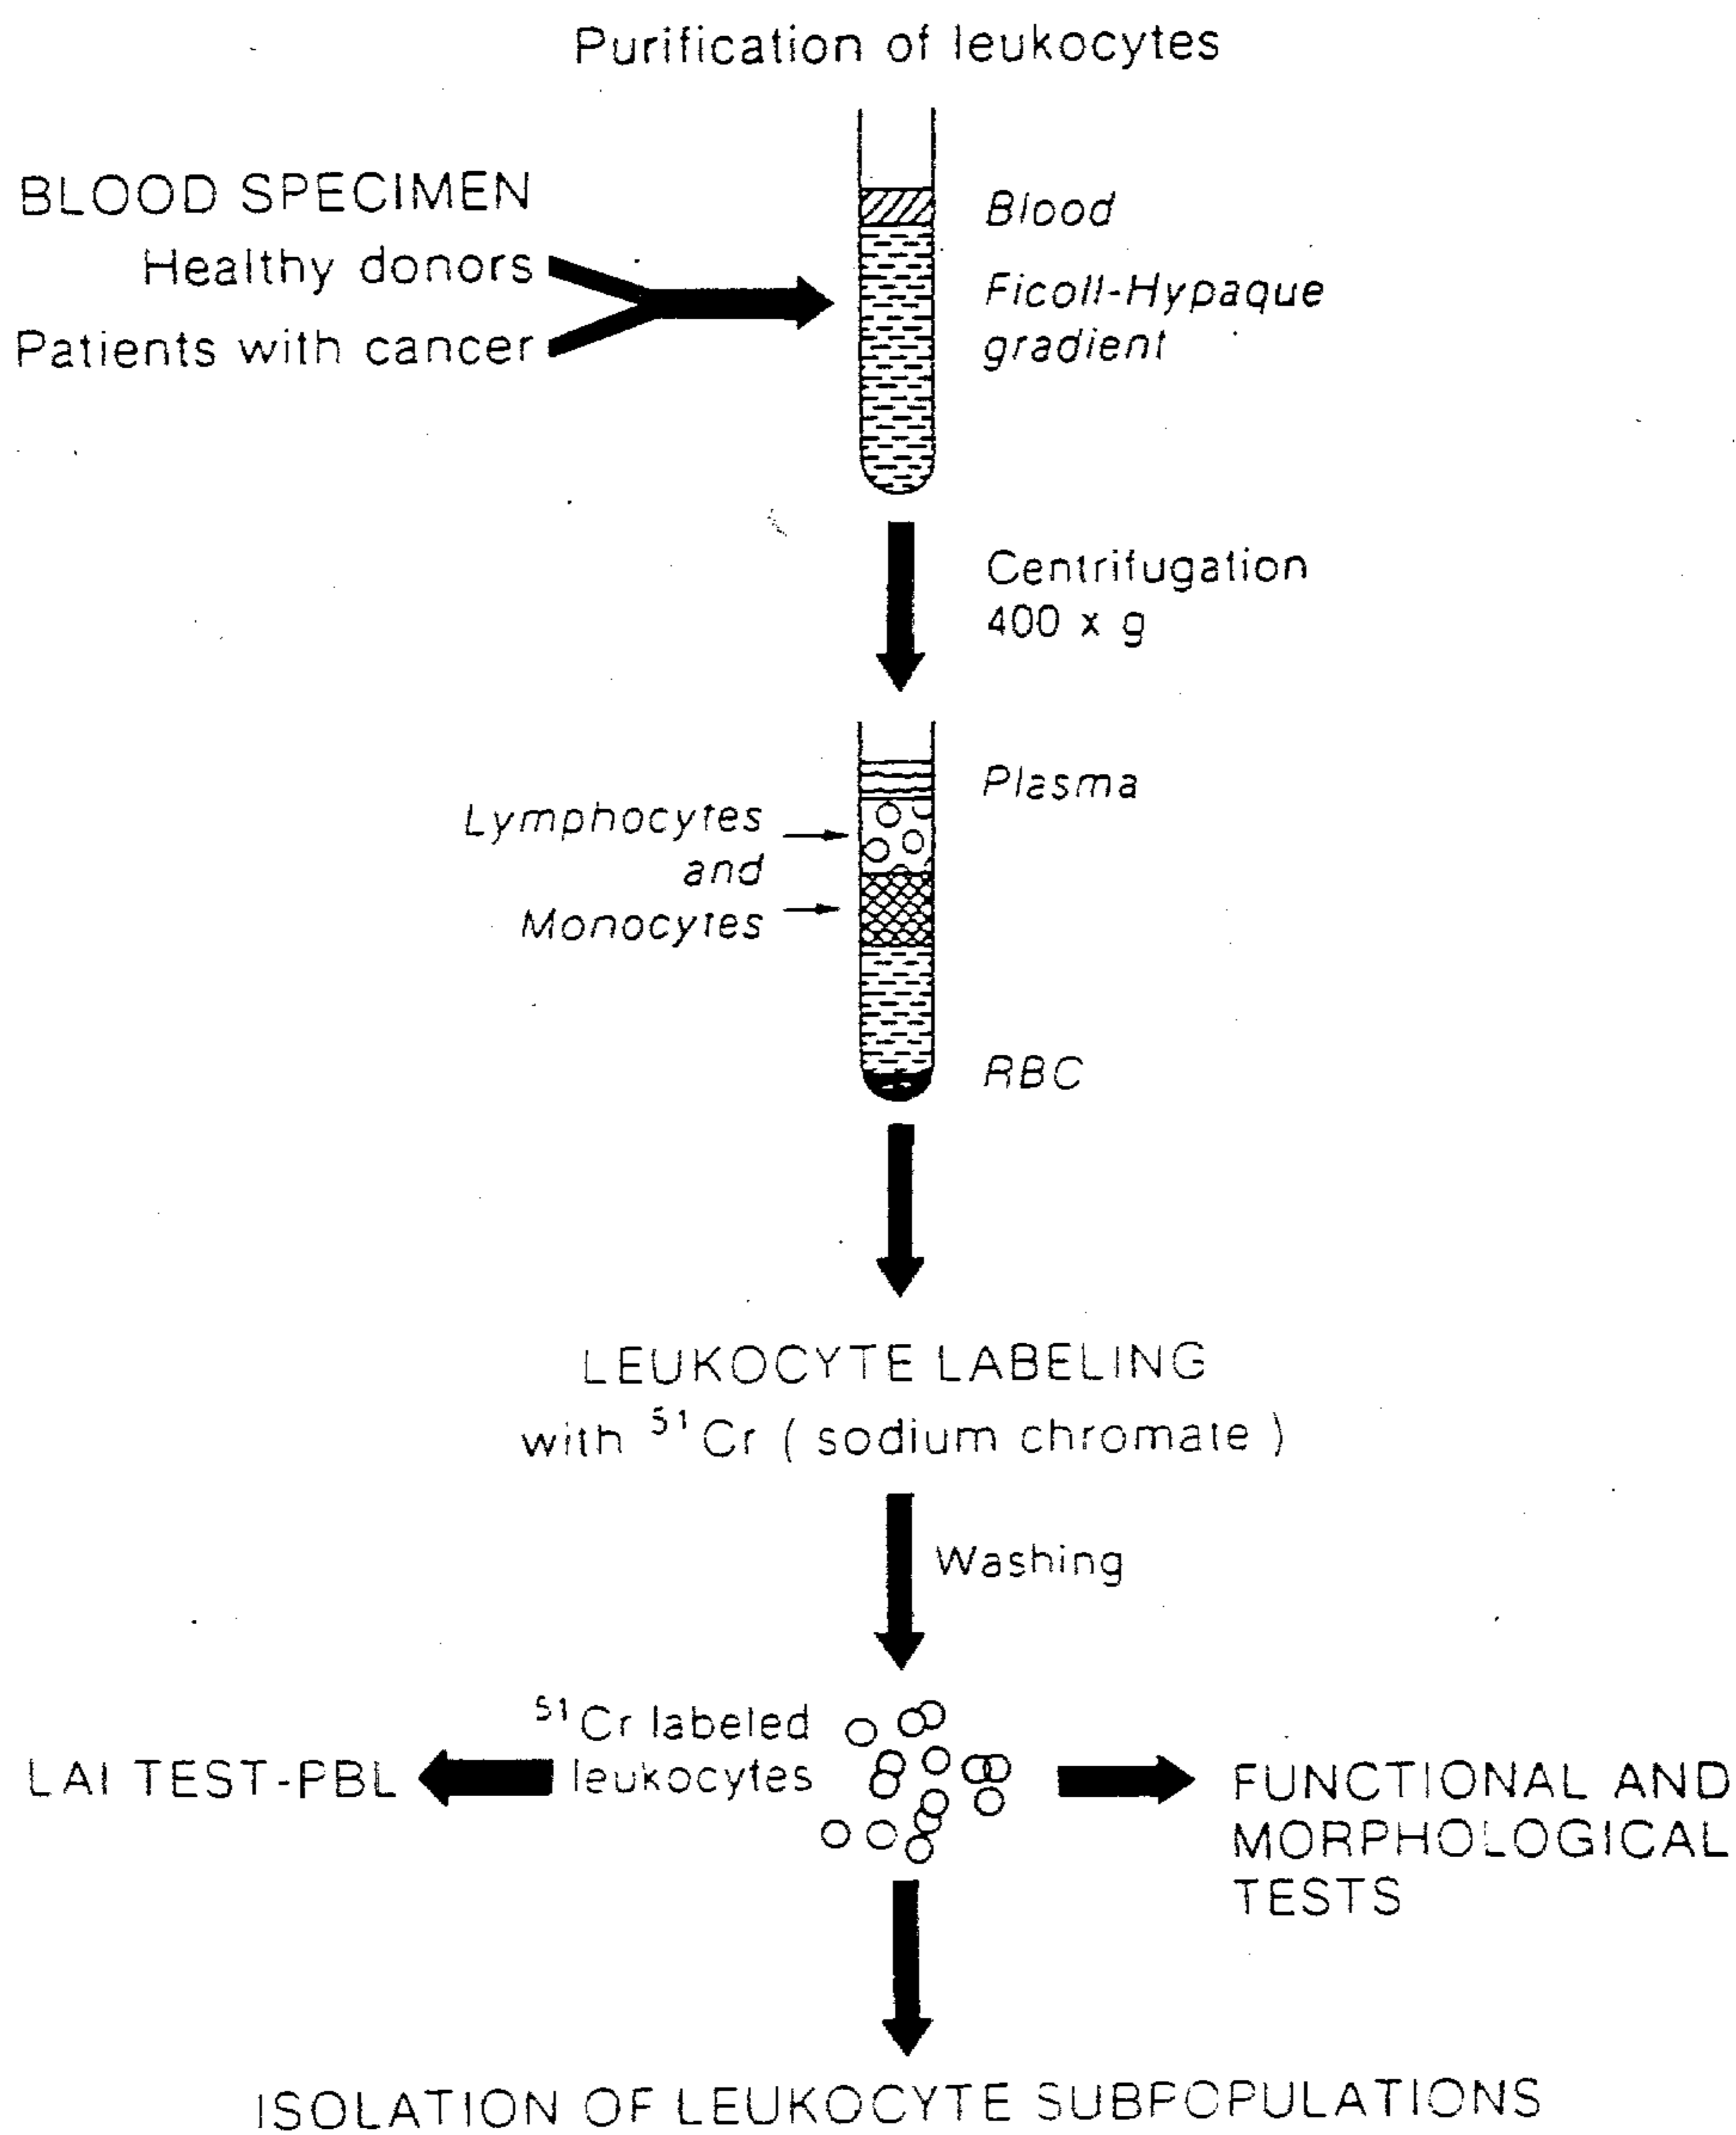 Purification of leukocytes
BLOOD SPECIMEN
Healthy donors
Patients with cancer
Blood
Ficoll-Hypaque
gradient
Centrifugation
400 x g
Plasma
Lymphocytes
and
Monocytes
RBC
LEUKOCYTE LABELING
with ⁵¹Cr ( sodium chromate )
Washing
⁵¹Cr labeled
leukocytes
LAI TEST-PBL
FUNCTIONAL AND
MORPHOLOGICAL
TESTS
ISOLATION OF LEUKOCYTE SUBPOPULATIONS